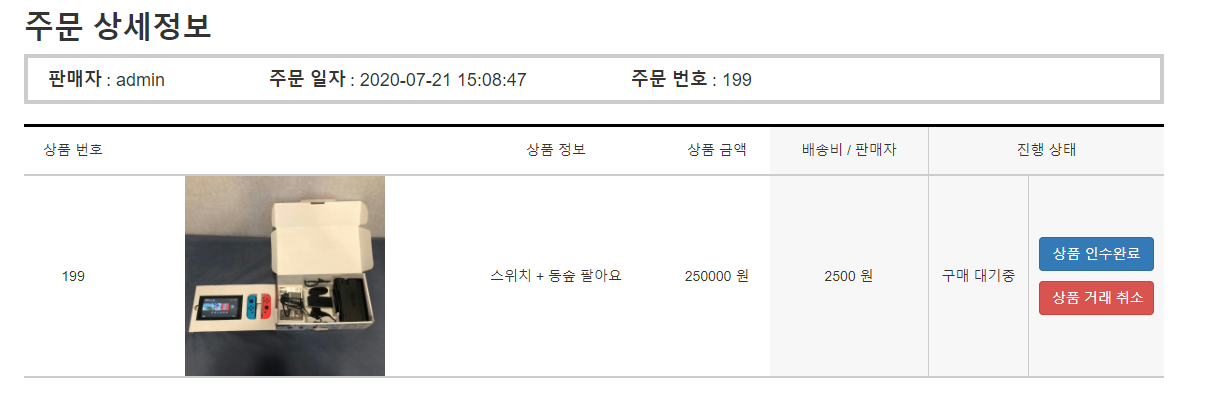 주문 상세정보
판매자 : admin 주문 일자 : 2020-07-21 15:08:47 주문 번호 : 199
상품 번호 상품 정보 상품 금액 배송비 / 판매자 진행 상태
199 스위치 + 동숲 팔아요 250000 원 2500 원 구매 대기중
상품 인수완료
상품 거래 취소